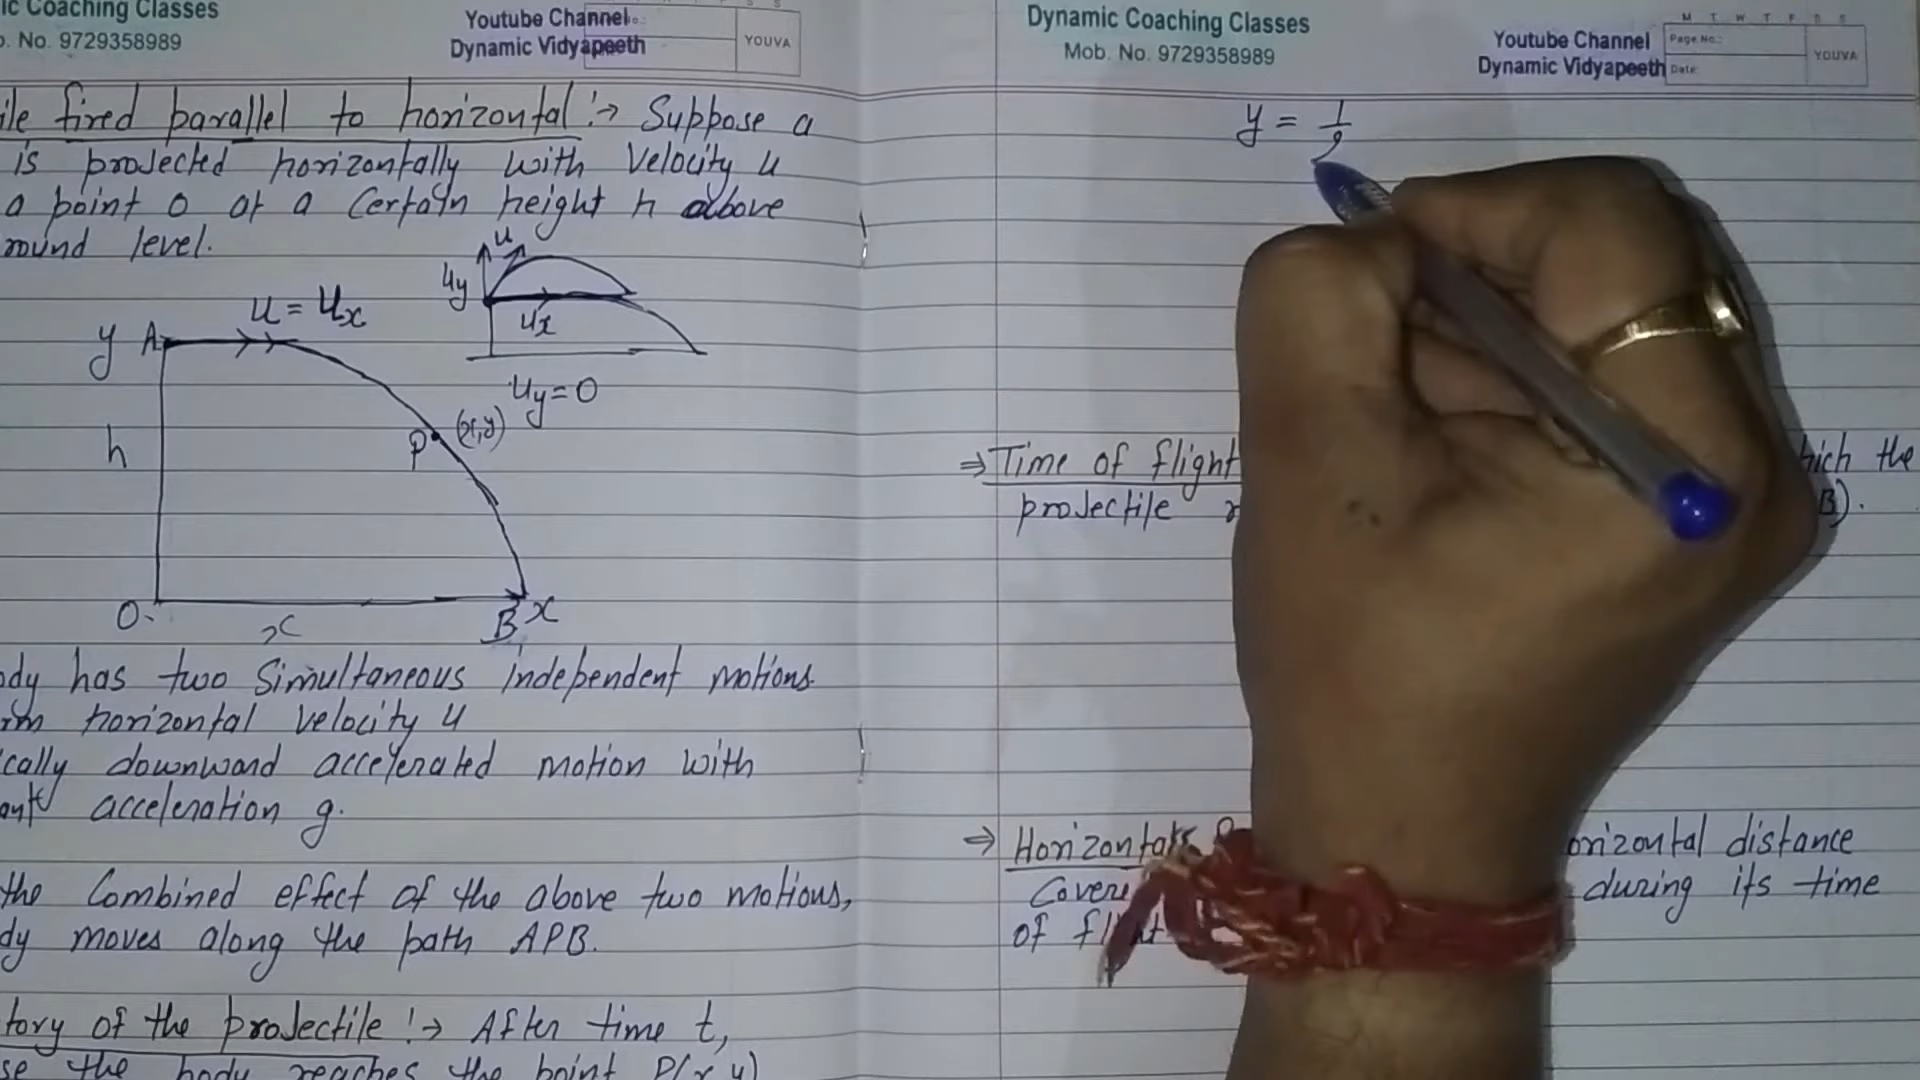 ic Coaching Classes
. No. 9729358989
Youtube Channel
Dynamic Vidyapeeth
YOUVA
ile fired parallel to horizontal :→ Suppose a
is projected horizontally with velocity u
a point O at a certain height h above
round level.
u
uy
ux
uy = 0
u = ux
y A
h
P (x,y)
O
x
B x
ody has two simultaneous independent motions
rm horizontal velocity u
ically downward accelerated motion with
ant acceleration g.
the combined effect of the above two motions,
dy moves along the path APB.
tory of the projectile :→ After time t,
se the body reaches the point P(x,y)
Dynamic Coaching Classes
Mob. No. 9729358989
Youtube Channel
Dynamic Vidyapeeth
M T W T F S S
Page No.:
Date:
YOUVA
y = 1/2
⇒ Time of flight
hich the
projectile
B).
⇒ Horizontal
orizontal distance
Cover
during its time
of flight